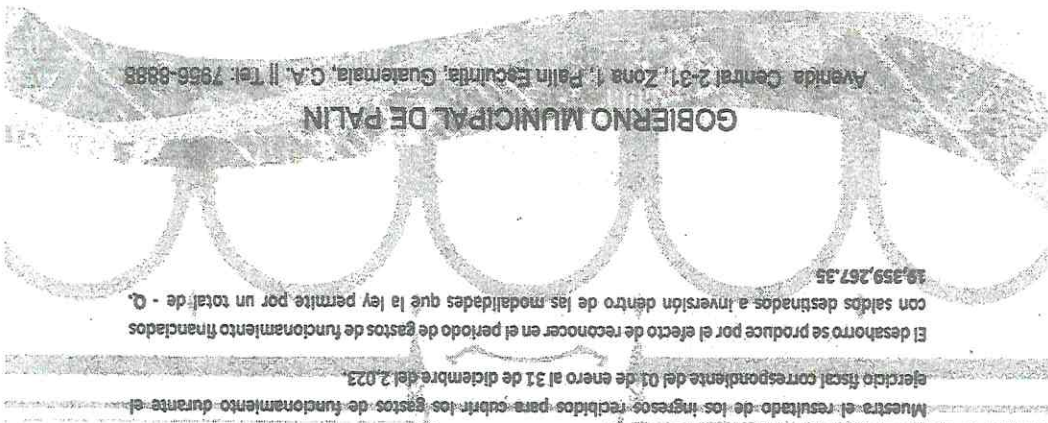 Muestra el resultado de los ingresos recibidos para cubrir los gastos de funcionamiento durante el
ejercicio fiscal correspondiente del 01 de enero al 31 de diciembre del 2,023.
El desahorro se produce por el efecto de reconocer en el periodo de gastos de funcionamiento financiados
con saldos destinados a inversión dentro de las modalidades que la ley permite por un total de - Q.
19,359,267.35
GOBIERNO MUNICIPAL DE PALIN
Avenida Central 2-31, Zona 1, Palín Escuintla, Guatemala, C.A. || Tel: 7956-8888